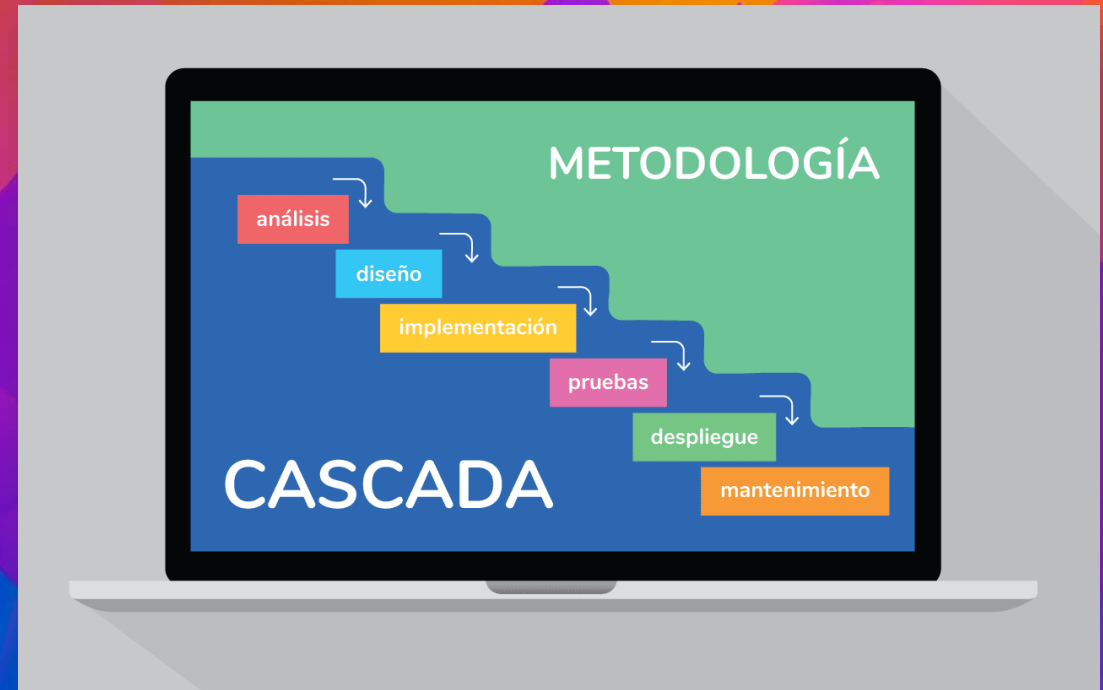 METODOLOGÍA
análisis
diseño
implementación
pruebas
despliegue
CASCADA
mantenimiento